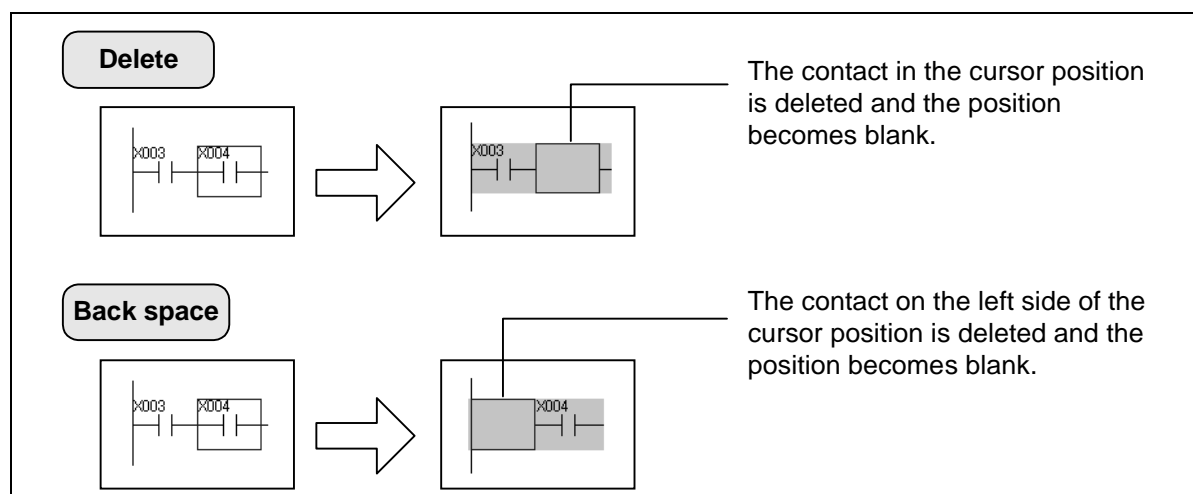 Delete
The contact in the cursor position
is deleted and the position
becomes blank.
X003 X004
X003
Back space
The contact on the left side of the
cursor position is deleted and the
position becomes blank.
X003 X004
X004